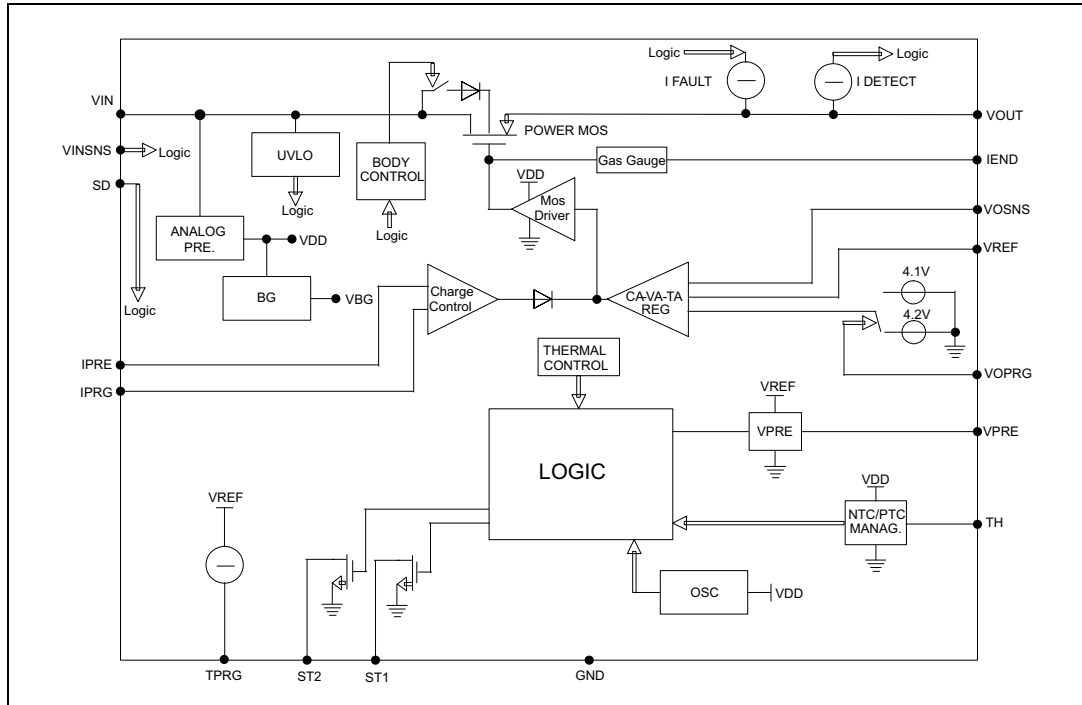 Logic
Logic
I FAULT
I DETECT
VIN
VOUT
POWER MOS
VINSNS
Logic
UVLO
BODY
CONTROL
Gas Gauge
IEND
SD
VDD
Mos
Driver
VOSNS
Logic
ANALOG
PRE.
VDD
Logic
VREF
BG
VBG
Charge
Control
CA-VA-TA
REG
4.1V
4.2V
Logic
THERMAL
CONTROL
IPRE
VOPRG
IPRG
VREF
VPRE
VPRE
LOGIC
VDD
VREF
NTC/PTC
MANAG.
TH
OSC
VDD
TPRG
ST2
ST1
GND